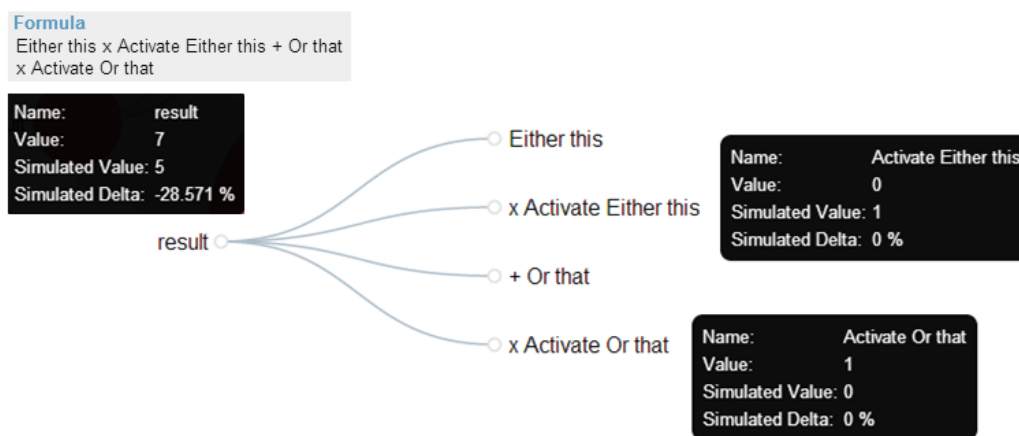 Formula
Either this x Activate Either this + Or that
x Activate Or that
Name: result
Value: 7
Simulated Value: 5
Simulated Delta: -28.571 %
result
Either this
x Activate Either this
+ Or that
x Activate Or that
Name: Activate Either this
Value: 0
Simulated Value: 1
Simulated Delta: 0 %
Name: Activate Or that
Value: 1
Simulated Value: 0
Simulated Delta: 0 %